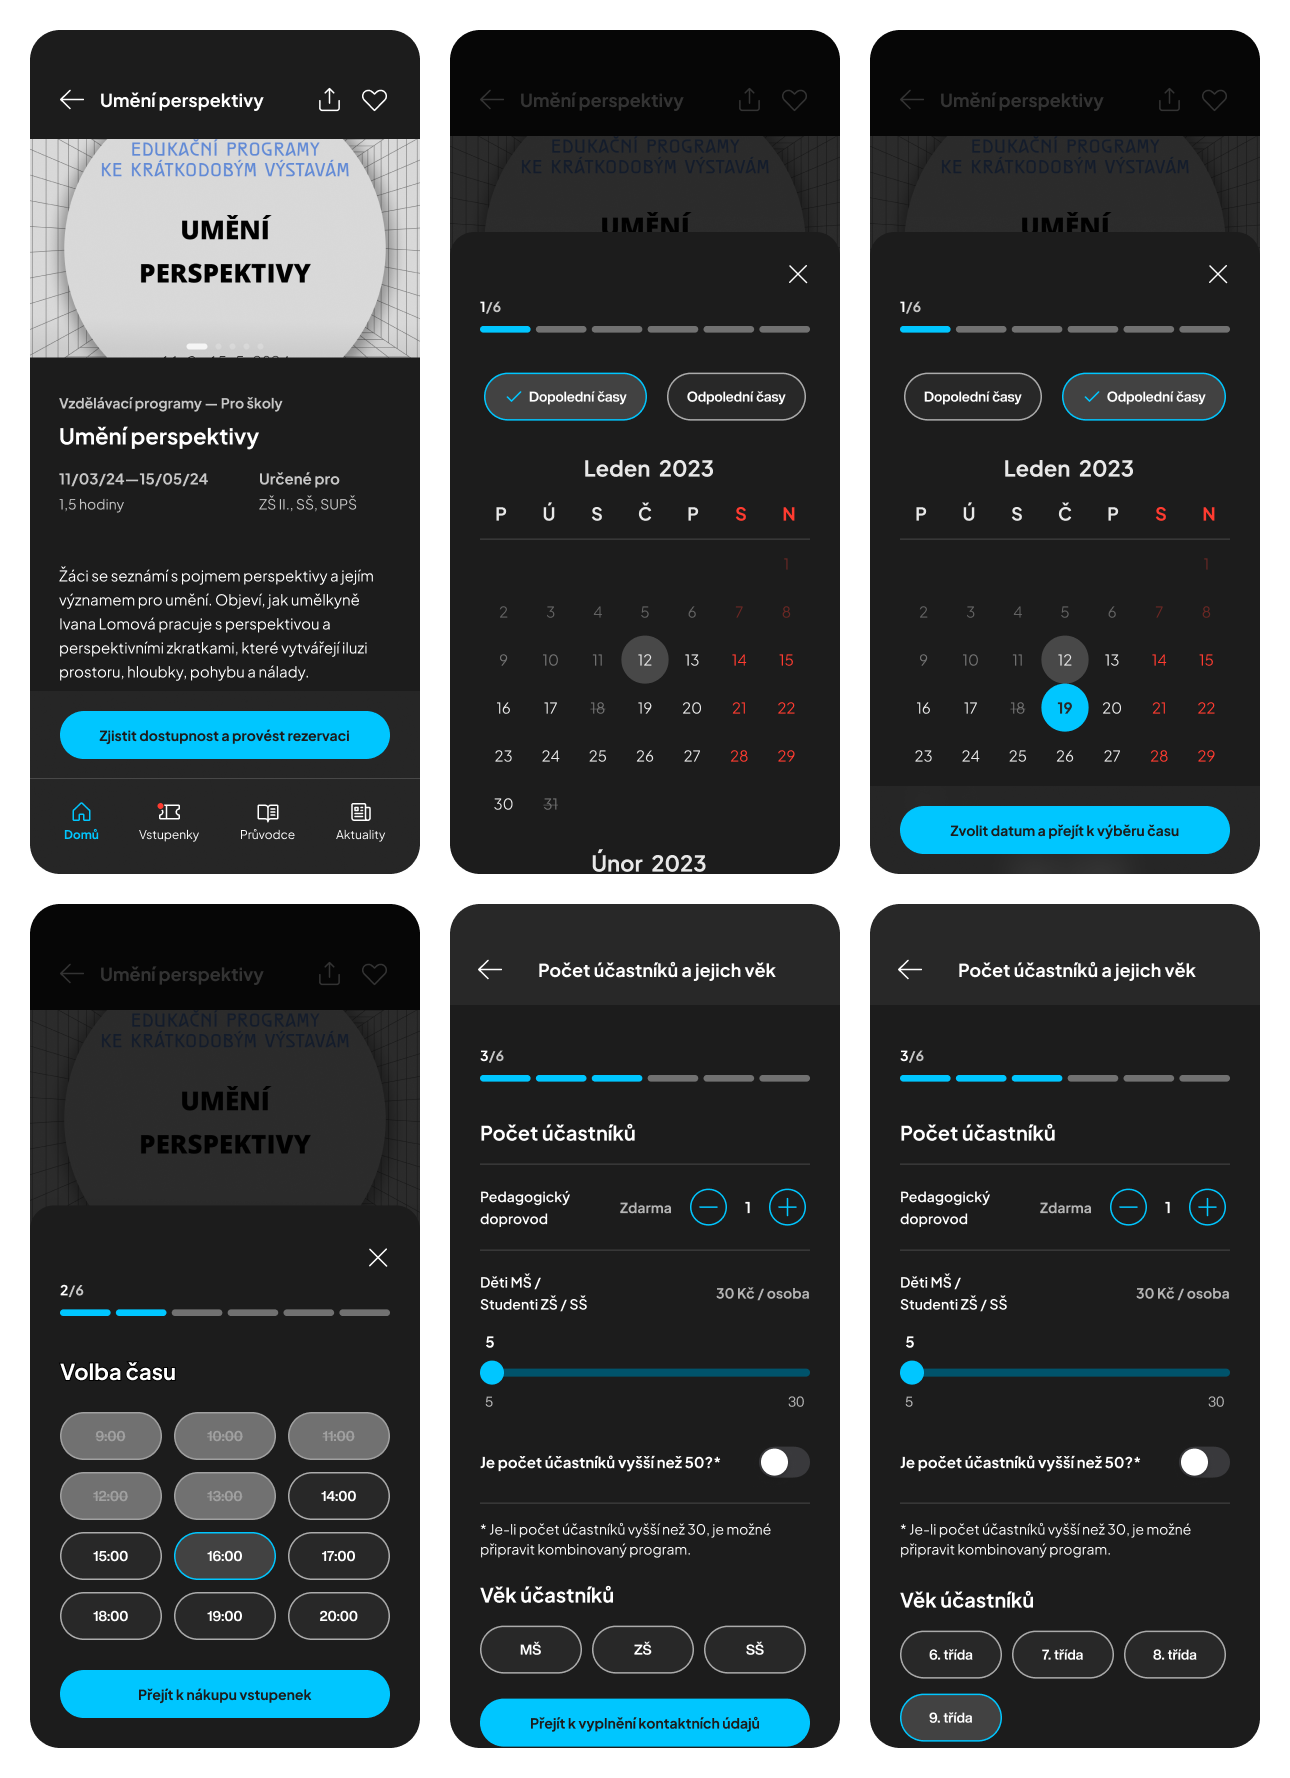 Umění perspektivy
EDUKAČNÍ PROGRAMY
KE KRÁTKODOBÝM VÝSTAVÁM
UMĚNÍ
PERSPEKTIVY
Vzdělávací programy — Pro školy
Umění perspektivy
11/03/24—15/05/24 Určené pro
1,5 hodiny ZŠ II., SŠ, SUPŠ
Žáci se seznámí s pojmem perspektivy a jejím
významem pro umění. Objeví, jak umělkyně
Ivana Lomová pracuje s perspektivou a
perspektivními zkratkami, které vytvářejí iluzi
prostoru, hloubky, pohybu a nálady.
Zjistit dostupnost a provést rezervaci
Domů Vstupenky Průvodce Aktuality
Umění perspektivy
EDUKAČNÍ PROGRAMY
KE KRÁTKODOBÝM VÝSTAVÁM
UMĚNÍ
1/6
Dopolední časy Odpolední časy
Leden 2023
P Ú S Č P S N
1
2 3 4 5 6 7 8
9 10 11 12 13 14 15
16 17 18 19 20 21 22
23 24 25 26 27 28 29
30 31
Únor 2023
Umění perspektivy
EDUKAČNÍ PROGRAMY
KE KRÁTKODOBÝM VÝSTAVÁM
UMĚNÍ
1/6
Dopolední časy Odpolední časy
Leden 2023
P Ú S Č P S N
1
2 3 4 5 6 7 8
9 10 11 12 13 14 15
16 17 18 19 20 21 22
23 24 25 26 27 28 29
Zvolit datum a přejít k výběru času
Umění perspektivy
EDUKAČNÍ PROGRAMY
KE KRÁTKODOBÝM VÝSTAVÁM
UMĚNÍ
PERSPEKTIVY
2/6
Volba času
9:00 10:00 11:00
12:00 13:00 14:00
15:00 16:00 17:00
18:00 19:00 20:00
Přejít k nákupu vstupenek
Počet účastníků a jejich věk
3/6
Počet účastníků
Pedagogický
doprovod Zdarma 1
Děti MŠ /
Studenti ZŠ / SŠ 30 Kč / osoba
5
5 30
Je počet účastníků vyšší než 50?*
* Je-li počet účastníků vyšší než 30, je možné
připravit kombinovaný program.
Věk účastníků
MŠ ZŠ SŠ
Přejít k vyplnění kontaktních údajů
Počet účastníků a jejich věk
3/6
Počet účastníků
Pedagogický
doprovod Zdarma 1
Děti MŠ /
Studenti ZŠ / SŠ 30 Kč / osoba
5
5 30
Je počet účastníků vyšší než 50?*
* Je-li počet účastníků vyšší než 30, je možné
připravit kombinovaný program.
Věk účastníků
6. třída 7. třída 8. třída
9. třída